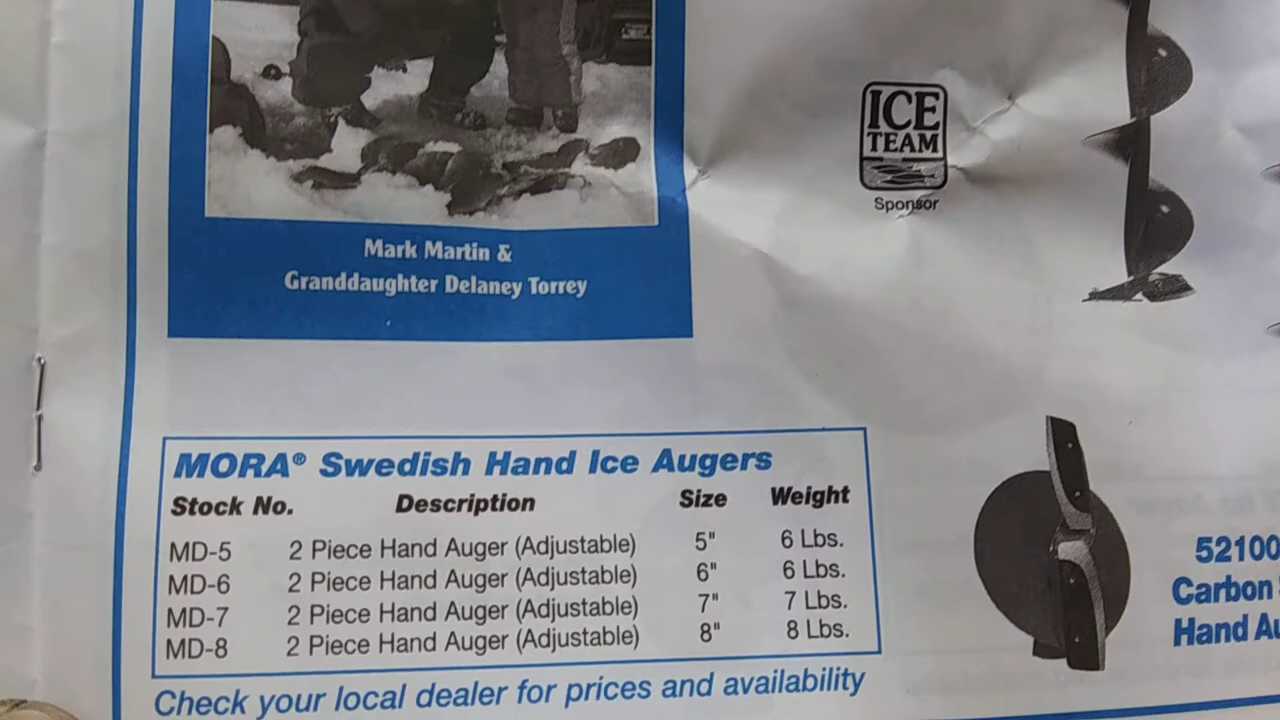 ICE
TEAM
Sponsor
Mark Martin &
Granddaughter Delaney Torrey
MORA® Swedish Hand Ice Augers
Stock No. Description Size Weight
MD-5 2 Piece Hand Auger (Adjustable) 5" 6 Lbs.
MD-6 2 Piece Hand Auger (Adjustable) 6" 6 Lbs.
MD-7 2 Piece Hand Auger (Adjustable) 7" 7 Lbs.
MD-8 2 Piece Hand Auger (Adjustable) 8" 8 Lbs.
Check your local dealer for prices and availability
52100
Carbon
Hand